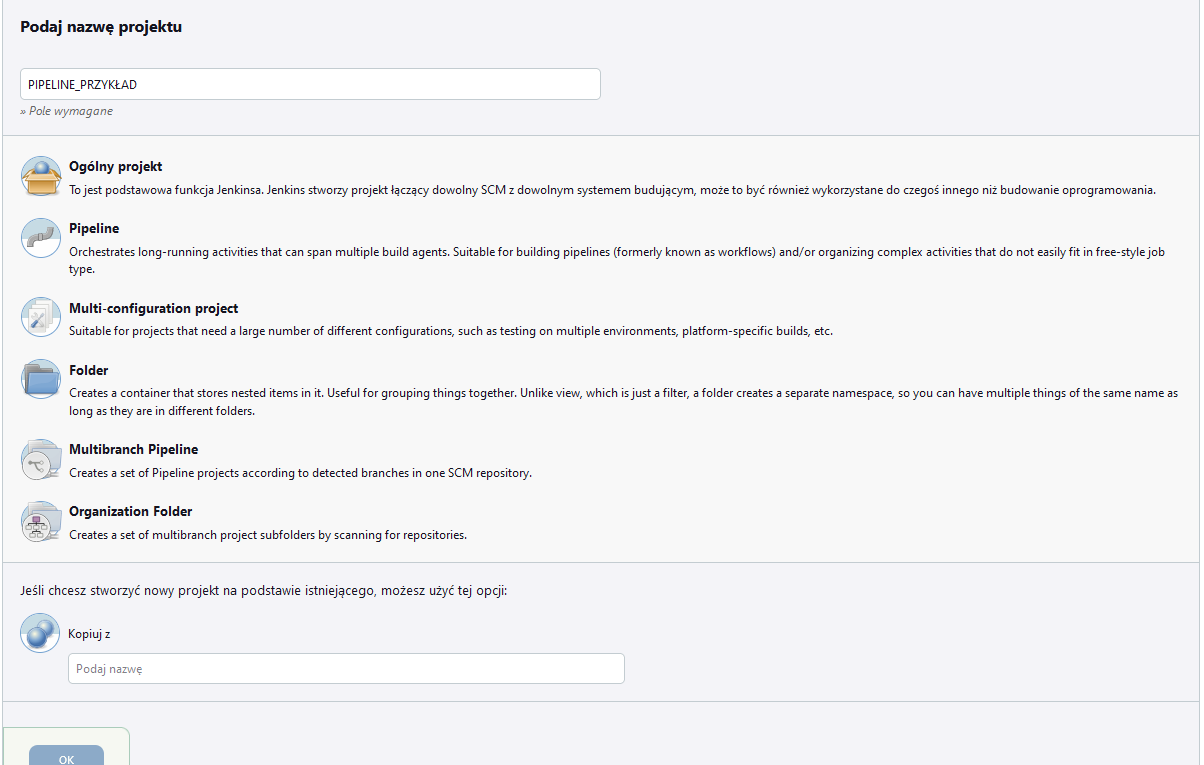 Podaj nazwę projektu
PIPELINE_PRZYKŁAD
» Pole wymagane
Ogólny projekt
To jest podstawowa funkcja Jenkinsa. Jenkins stworzy projekt łączący dowolny SCM z dowolnym systemem budującym, może to być również wykorzystane do czegoś innego niż budowanie oprogramowania.
Pipeline
Orchestrates long-running activities that can span multiple build agents. Suitable for building pipelines (formerly known as workflows) and/or organizing complex activities that do not easily fit in free-style job
type.
Multi-configuration project
Suitable for projects that need a large number of different configurations, such as testing on multiple environments, platform-specific builds, etc.
Folder
Creates a container that stores nested items in it. Useful for grouping things together. Unlike view, which is just a filter, a folder creates a separate namespace, so you can have multiple things of the same name as
long as they are in different folders.
Multibranch Pipeline
Creates a set of Pipeline projects according to detected branches in one SCM repository.
Organization Folder
Creates a set of multibranch project subfolders by scanning for repositories.
Jeśli chcesz stworzyć nowy projekt na podstawie istniejącego, możesz użyć tej opcji:
Kopiuj z
Podaj nazwę
OK